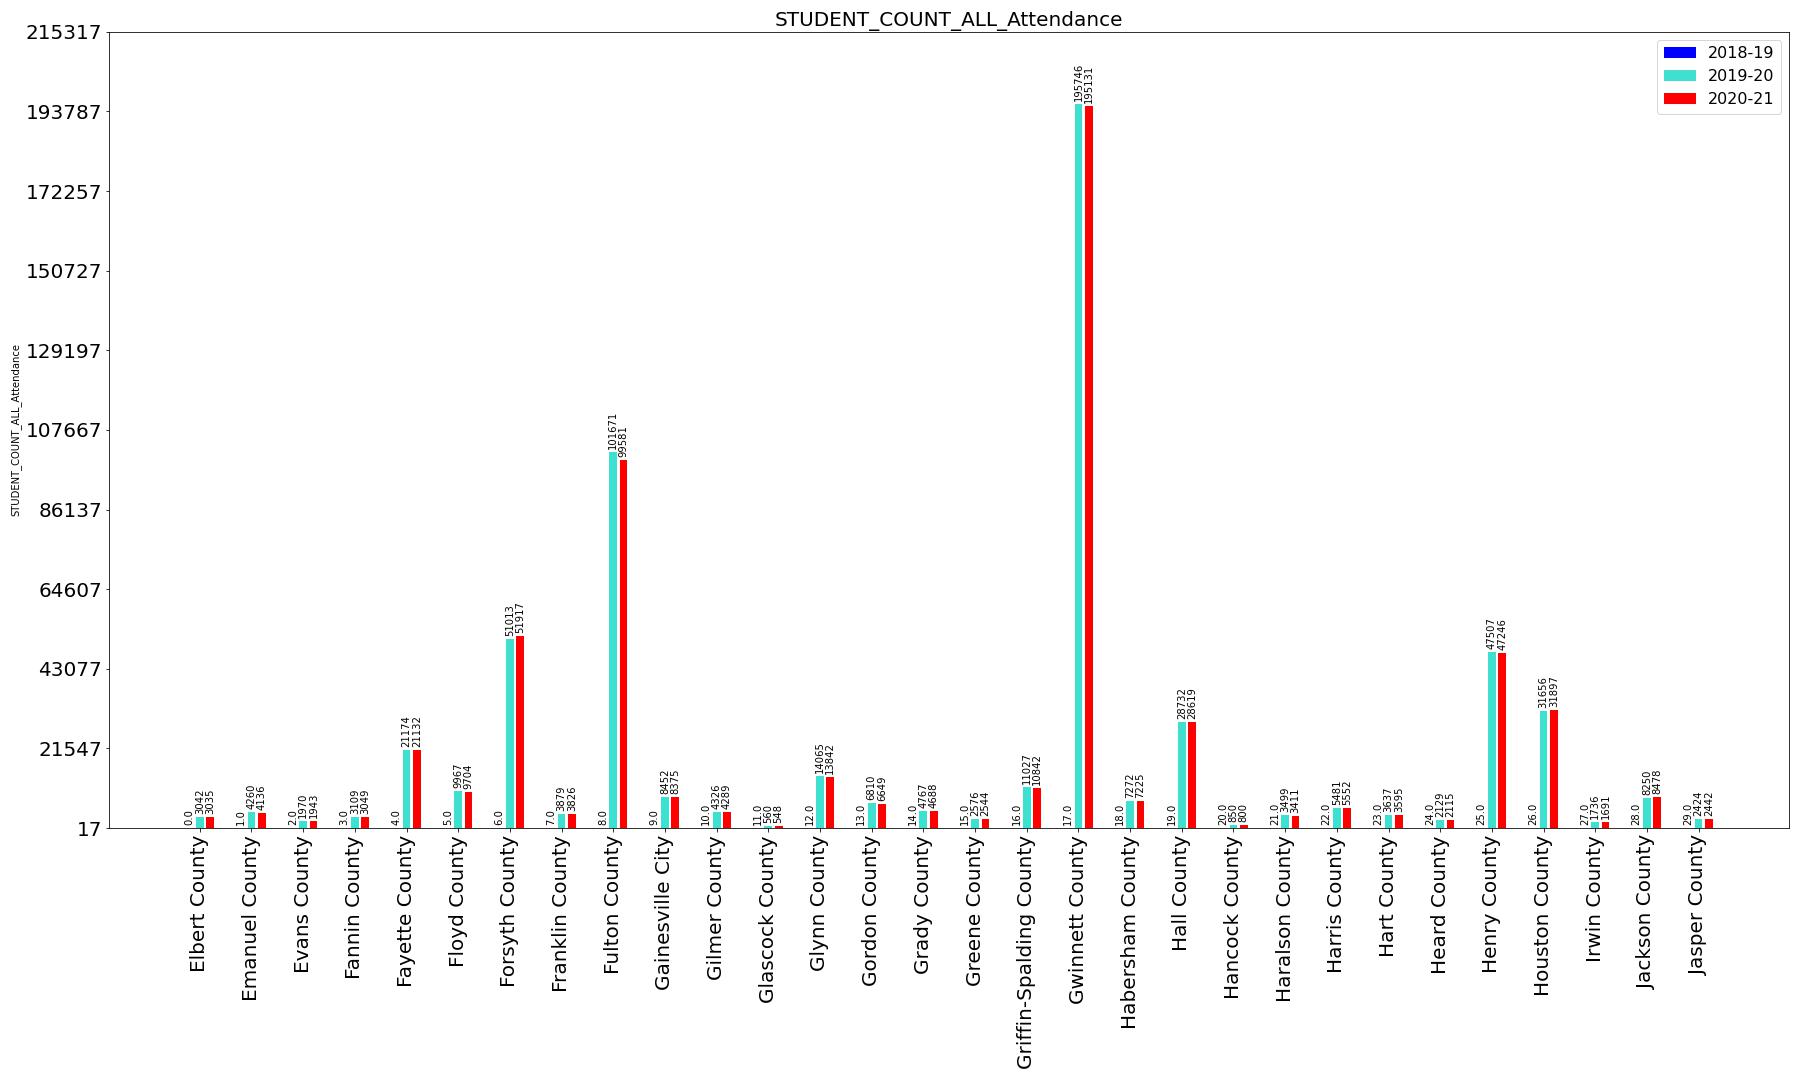 STUDENT_COUNT_ALL_Attendance
215317
193787
172257
150727
129197
107667
86137
64607
43077
21547
17
STUDENT_COUNT_ALL_Attendance
2018-19
2019-20
2020-21
0.0 3042 3035
1.0 4260 4136
2.0 1970 1943
3.0 3109 3049
4.0 21174 21132
5.0 9967 9704
6.0 51013 51917
7.0 3879 3826
8.0 101671 99581
9.0 8452 8375
10.0 4326 4289
11.0 560 548
12.0 14065 13842
13.0 6810 6649
14.0 4767 4688
15.0 2576 2544
16.0 11027 10842
17.0 195746 195131
18.0 7272 7225
19.0 28732 28619
20.0 850 800
21.0 3499 3411
22.0 5481 5552
23.0 3637 3595
24.0 2129 2115
25.0 47507 47246
26.0 31656 31897
27.0 1736 1691
28.0 8250 8478
29.0 2424 2442
Elbert County
Emanuel County
Evans County
Fannin County
Fayette County
Floyd County
Forsyth County
Franklin County
Fulton County
Gainesville City
Gilmer County
Glascock County
Glynn County
Gordon County
Grady County
Greene County
Griffin-Spalding County
Gwinnett County
Habersham County
Hall County
Hancock County
Haralson County
Harris County
Hart County
Heard County
Henry County
Houston County
Irwin County
Jackson County
Jasper County